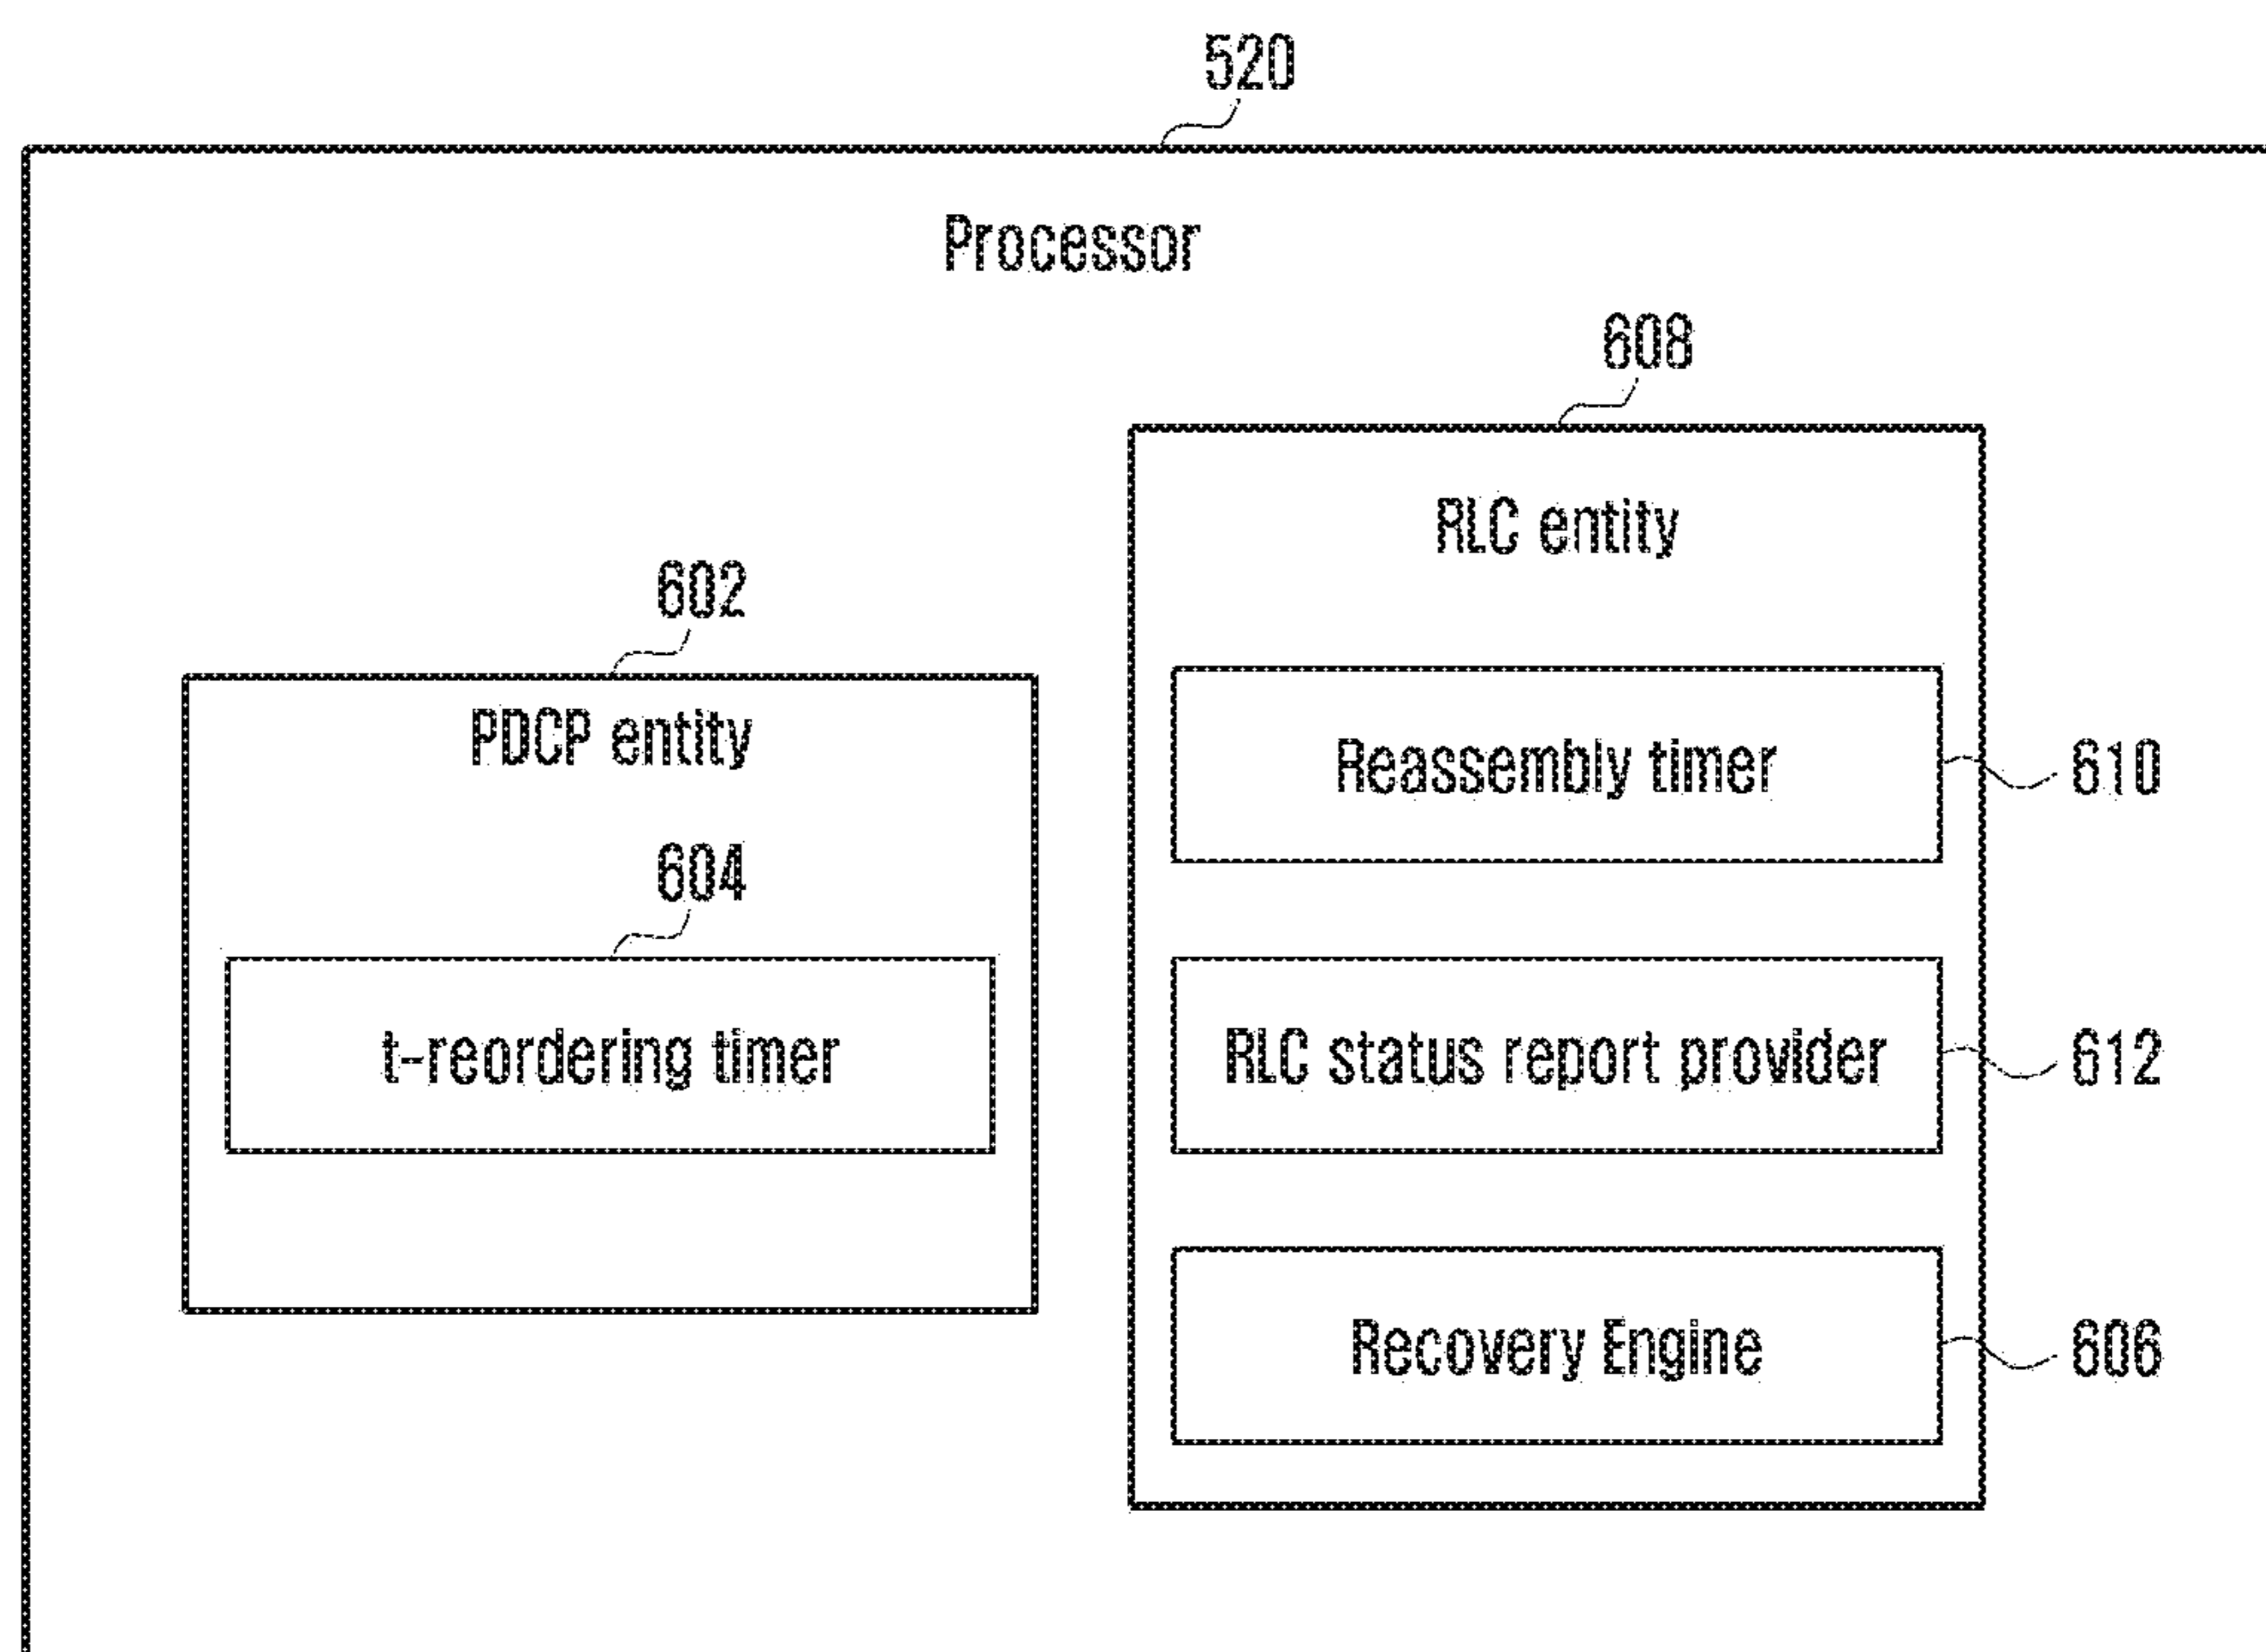 520
Processor
608
RLC entity
602
PDCP entity
Reassembly timer
610
604
t-reordering timer
RLC status report provider
612
Recovery Engine
606